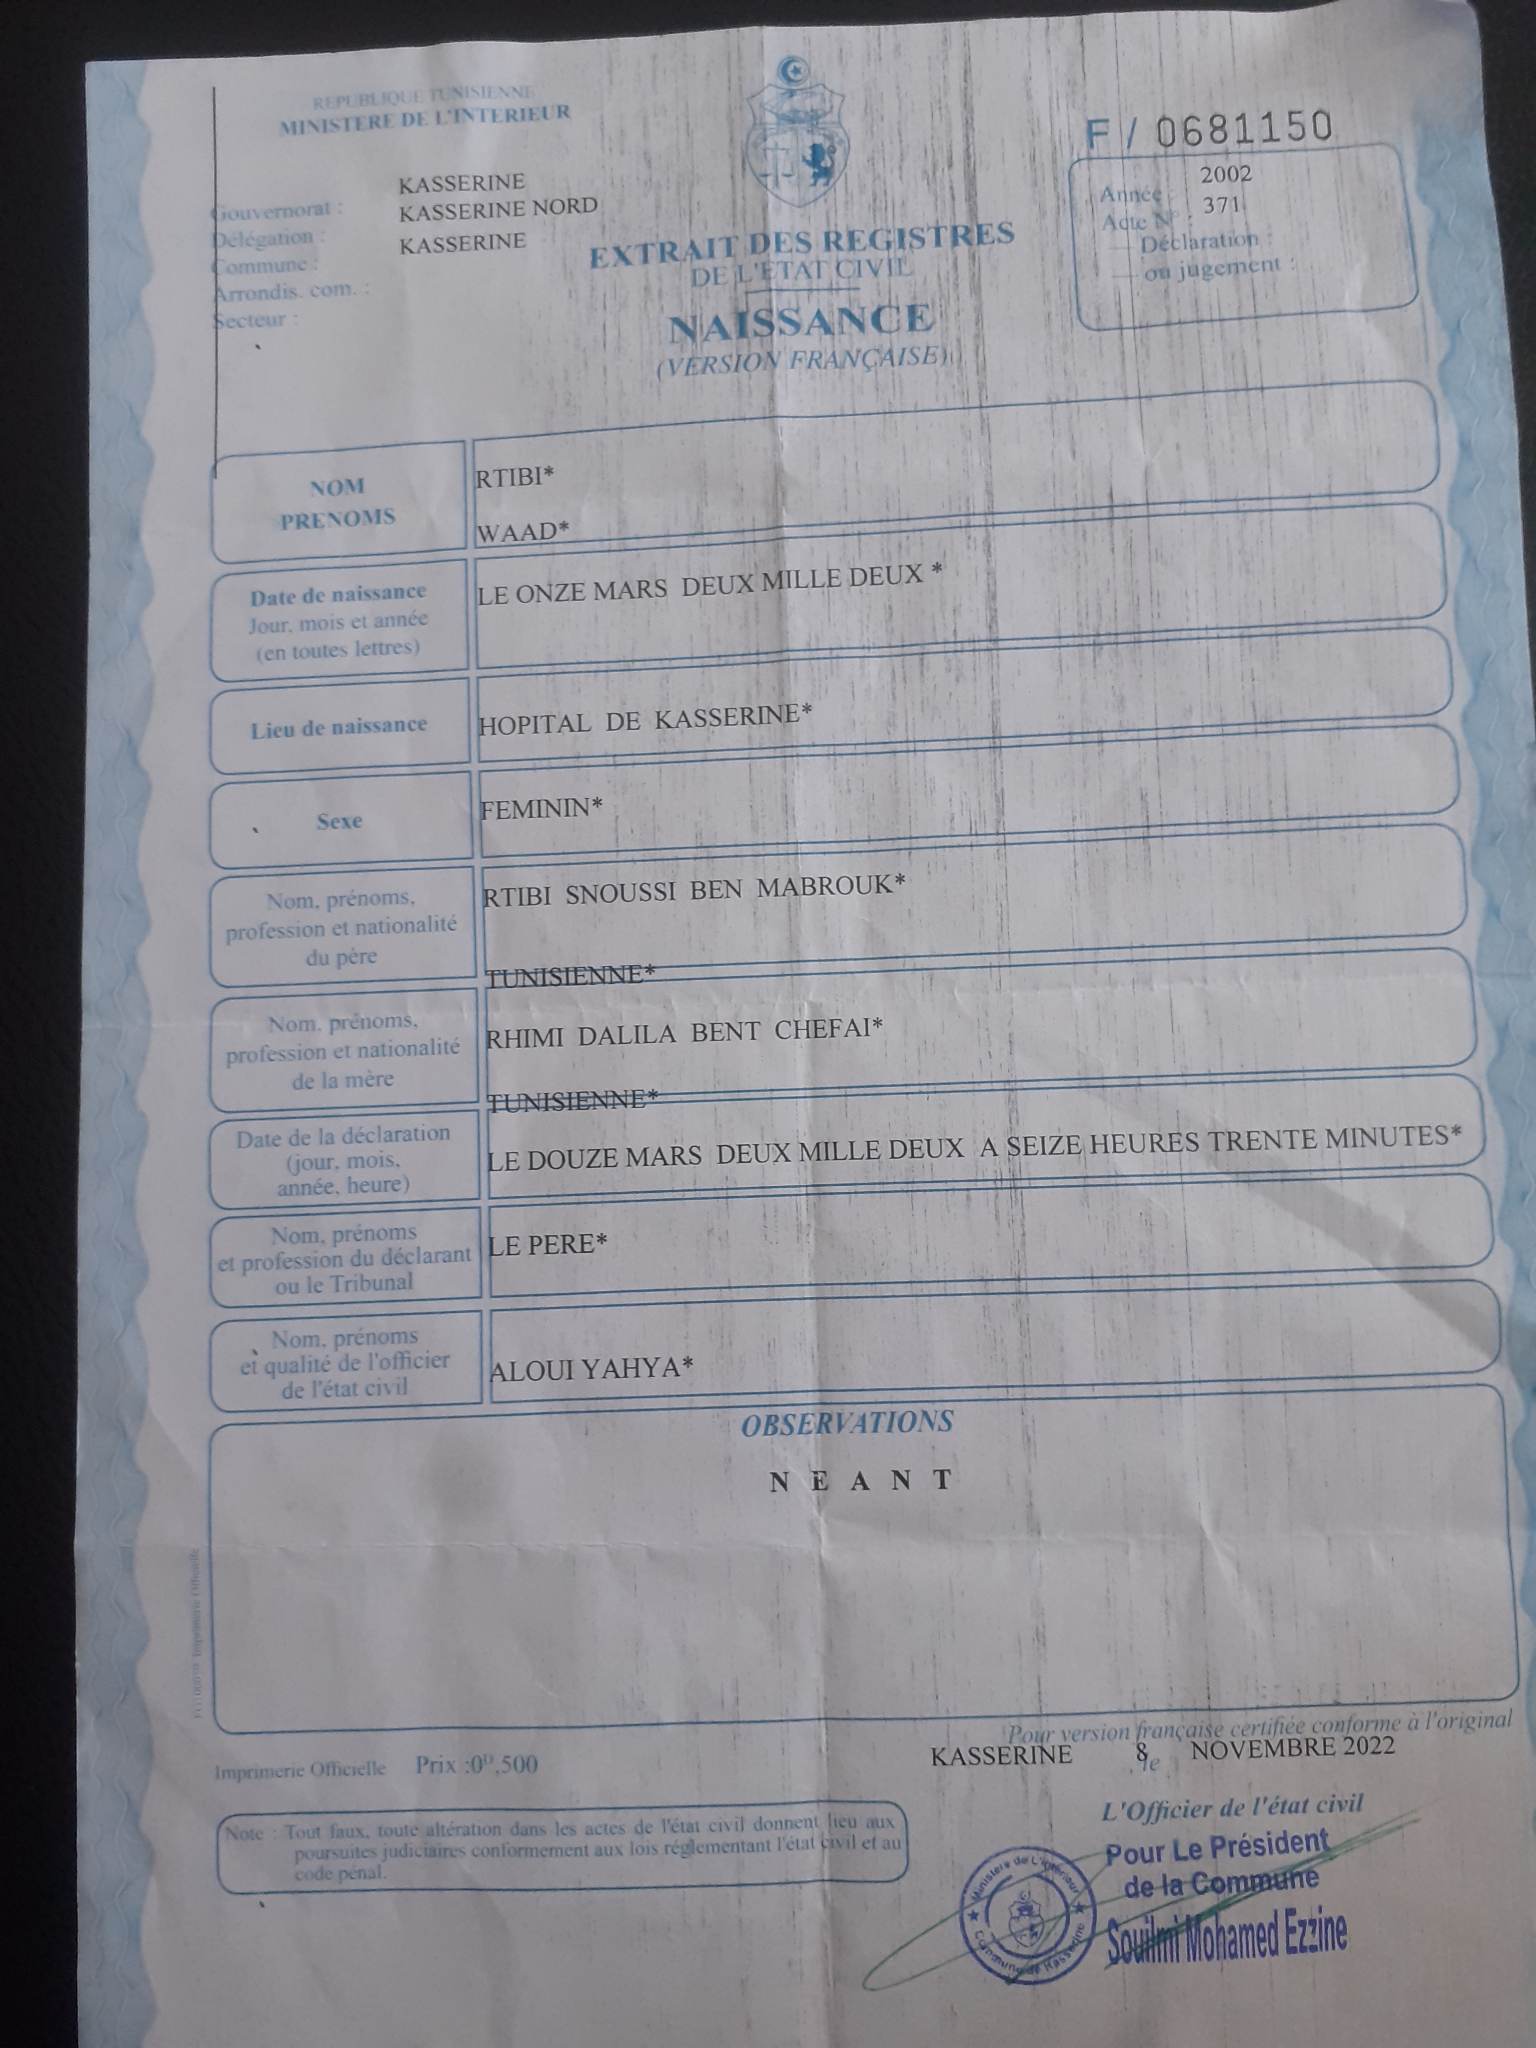 REPUBLIQUE TUNISIENNE
MINISTERE DE L'INTERIEUR
F / 0681150
Gouvernorat : KASSERINE
Délégation : KASSERINE NORD
Commune : KASSERINE
Arrondis. com. :
Secteur :
Année : 2002
Acte N° : 371
Déclaration :
ou jugement :
EXTRAIT DES REGISTRES
DE L'ETAT CIVIL
NAISSANCE
(VERSION FRANÇAISE)
NOM
PRENOMS
RTIBI*
WAAD*
Date de naissance
Jour, mois et année
(en toutes lettres)
LE ONZE MARS DEUX MILLE DEUX *
Lieu de naissance
HOPITAL DE KASSERINE*
Sexe
FEMININ*
Nom, prénoms,
profession et nationalité
du père
RTIBI SNOUSSI BEN MABROUK*
TUNISIENNE*
Nom, prénoms,
profession et nationalité
de la mère
RHIMI DALILA BENT CHEFAI*
TUNISIENNE*
Date de la déclaration
(jour, mois,
année, heure)
LE DOUZE MARS DEUX MILLE DEUX A SEIZE HEURES TRENTE MINUTES*
Nom, prénoms
et profession du déclarant
ou le Tribunal
LE PERE*
Nom, prénoms
et qualité de l'officier
de l'état civil
ALOUI YAHYA*
OBSERVATIONS
N E A N T
Imprimerie Officielle
Pour version française certifiée conforme à l'original
KASSERINE le 8 NOVEMBRE 2022
Imprimerie Officielle Prix :0ᴰ,500
L'Officier de l'état civil
Note : Tout faux, toute altération dans les actes de l'état civil donnent lieu aux
poursuites judiciaires conformement aux lois réglementant l'état civil et au
code pénal.
Pour Le Président
de la Commune
Souilmi Mohamed Ezzine
Ministère de L'Intérieur
Commune de Kasserine